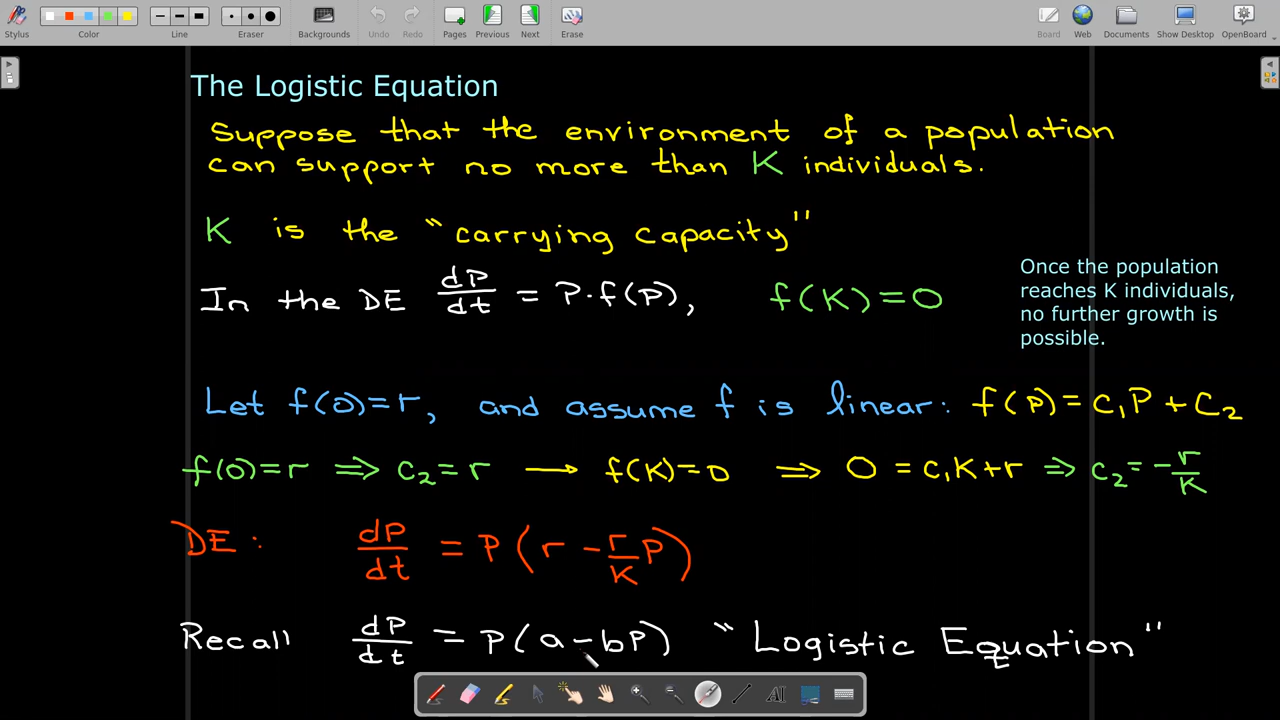 Stylus Color Line Eraser Backgrounds Undo Redo Pages Previous Next Erase Board Web Documents Show Desktop OpenBoard
The Logistic Equation
Suppose that the environment of a population
can support no more than K individuals.
K is the "carrying capacity"
In the DE dP/dt = P·f(P), f(K)=0
Once the population
reaches K individuals,
no further growth is
possible.
Let f(0)=r, and assume f is linear: f(P)=c₁P+c₂
f(0)=r ⇒ c₂=r → f(K)=0 ⇒ 0=c₁K+r ⇒ c₂=-r/K
DE: dP/dt = P(r - r/K P)
Recall dP/dt = P(a-bP) "Logistic Equation"
AI